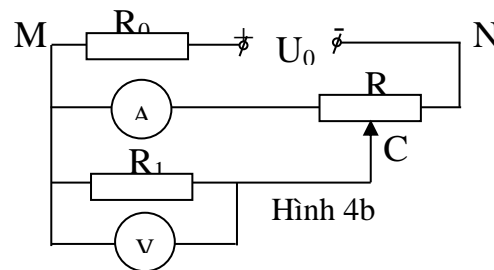 M R₀ + U₀ - N
A R
R₁ C
V Hình 4b